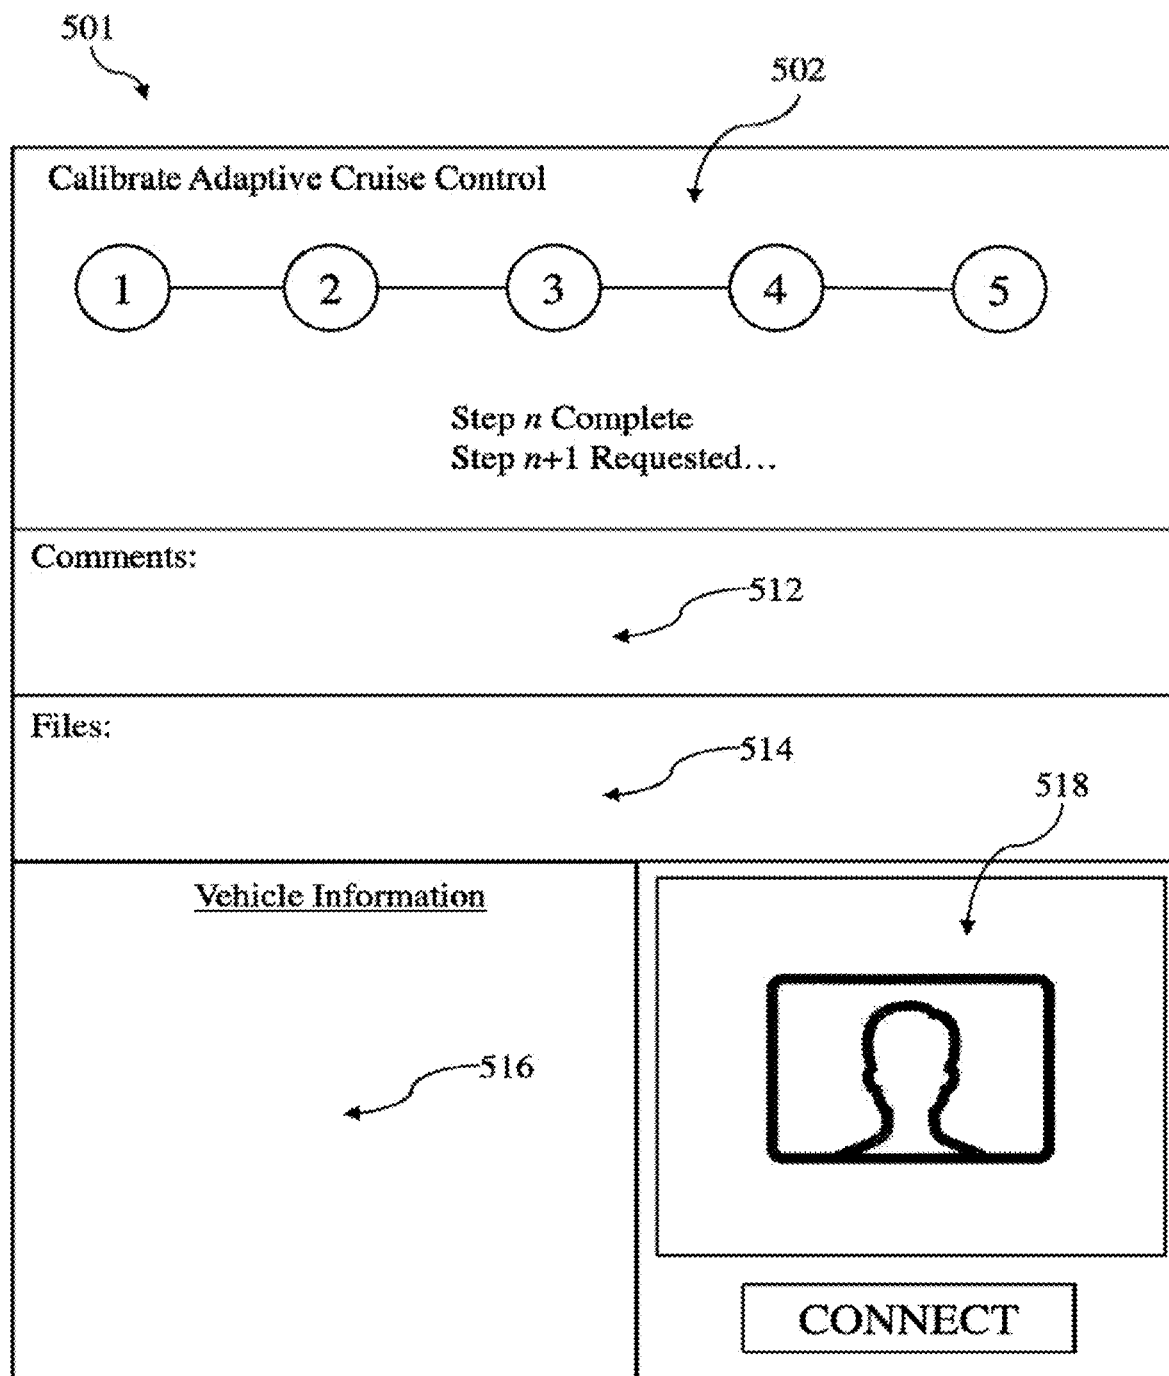 501
502
Calibrate Adaptive Cruise Control
1 2 3 4 5
Step n Complete
Step n+1 Requested...
Comments:
512
Files:
514
518
Vehicle Information
516
CONNECT